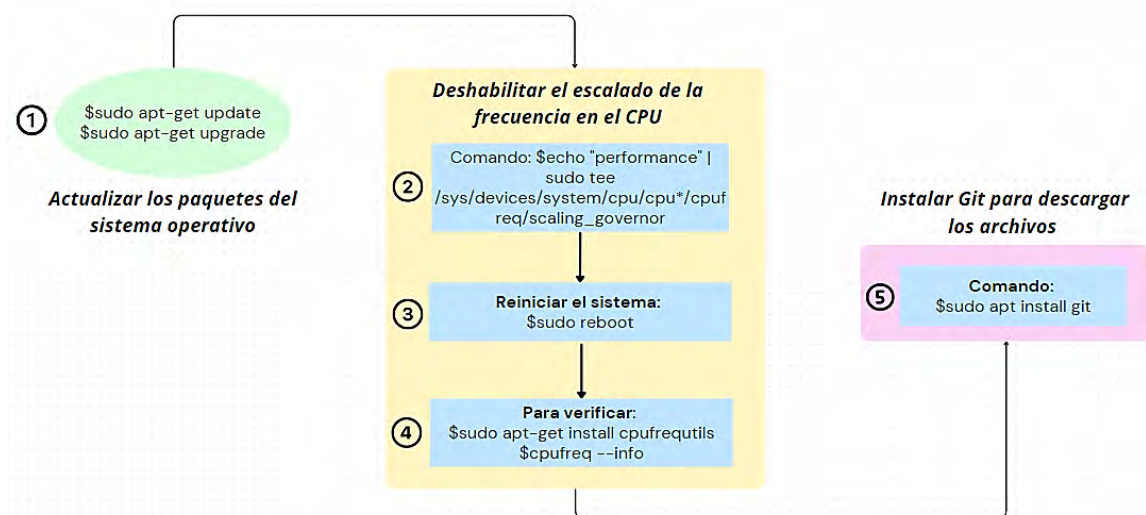 1
$sudo apt-get update
$sudo apt-get upgrade
Actualizar los paquetes del
sistema operativo
Deshabilitar el escalado de la
frecuencia en el CPU
2
Comando: $echo "performance" |
sudo tee
/sys/devices/system/cpu/cpu*/cpuf
req/scaling_governor
3
Reiniciar el sistema:
$sudo reboot
4
Para verificar:
$sudo apt-get install cpufrequtils
$cpufreq --info
Instalar Git para descargar
los archivos
5
Comando:
$sudo apt install git